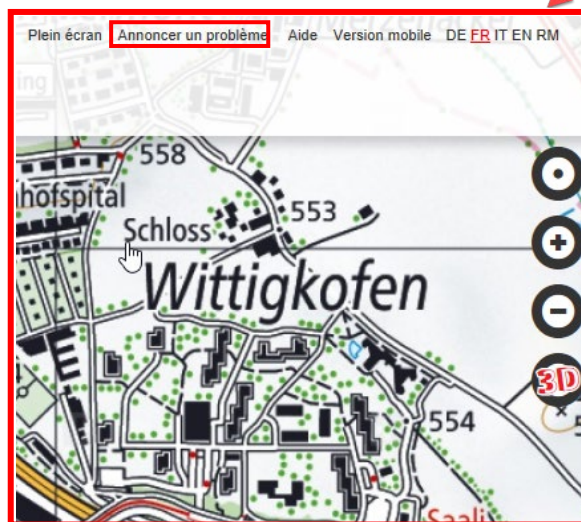 Plein écran Annoncer un problème Aide Version mobile DE FR IT EN RM
558
hofspital
Schloss
553
Wittigkofen
3D
554
Saali